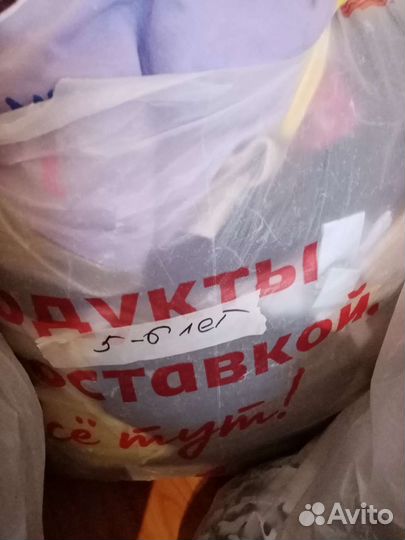 одукты
5-6 лет
оставкой.
сё тут!
Avito